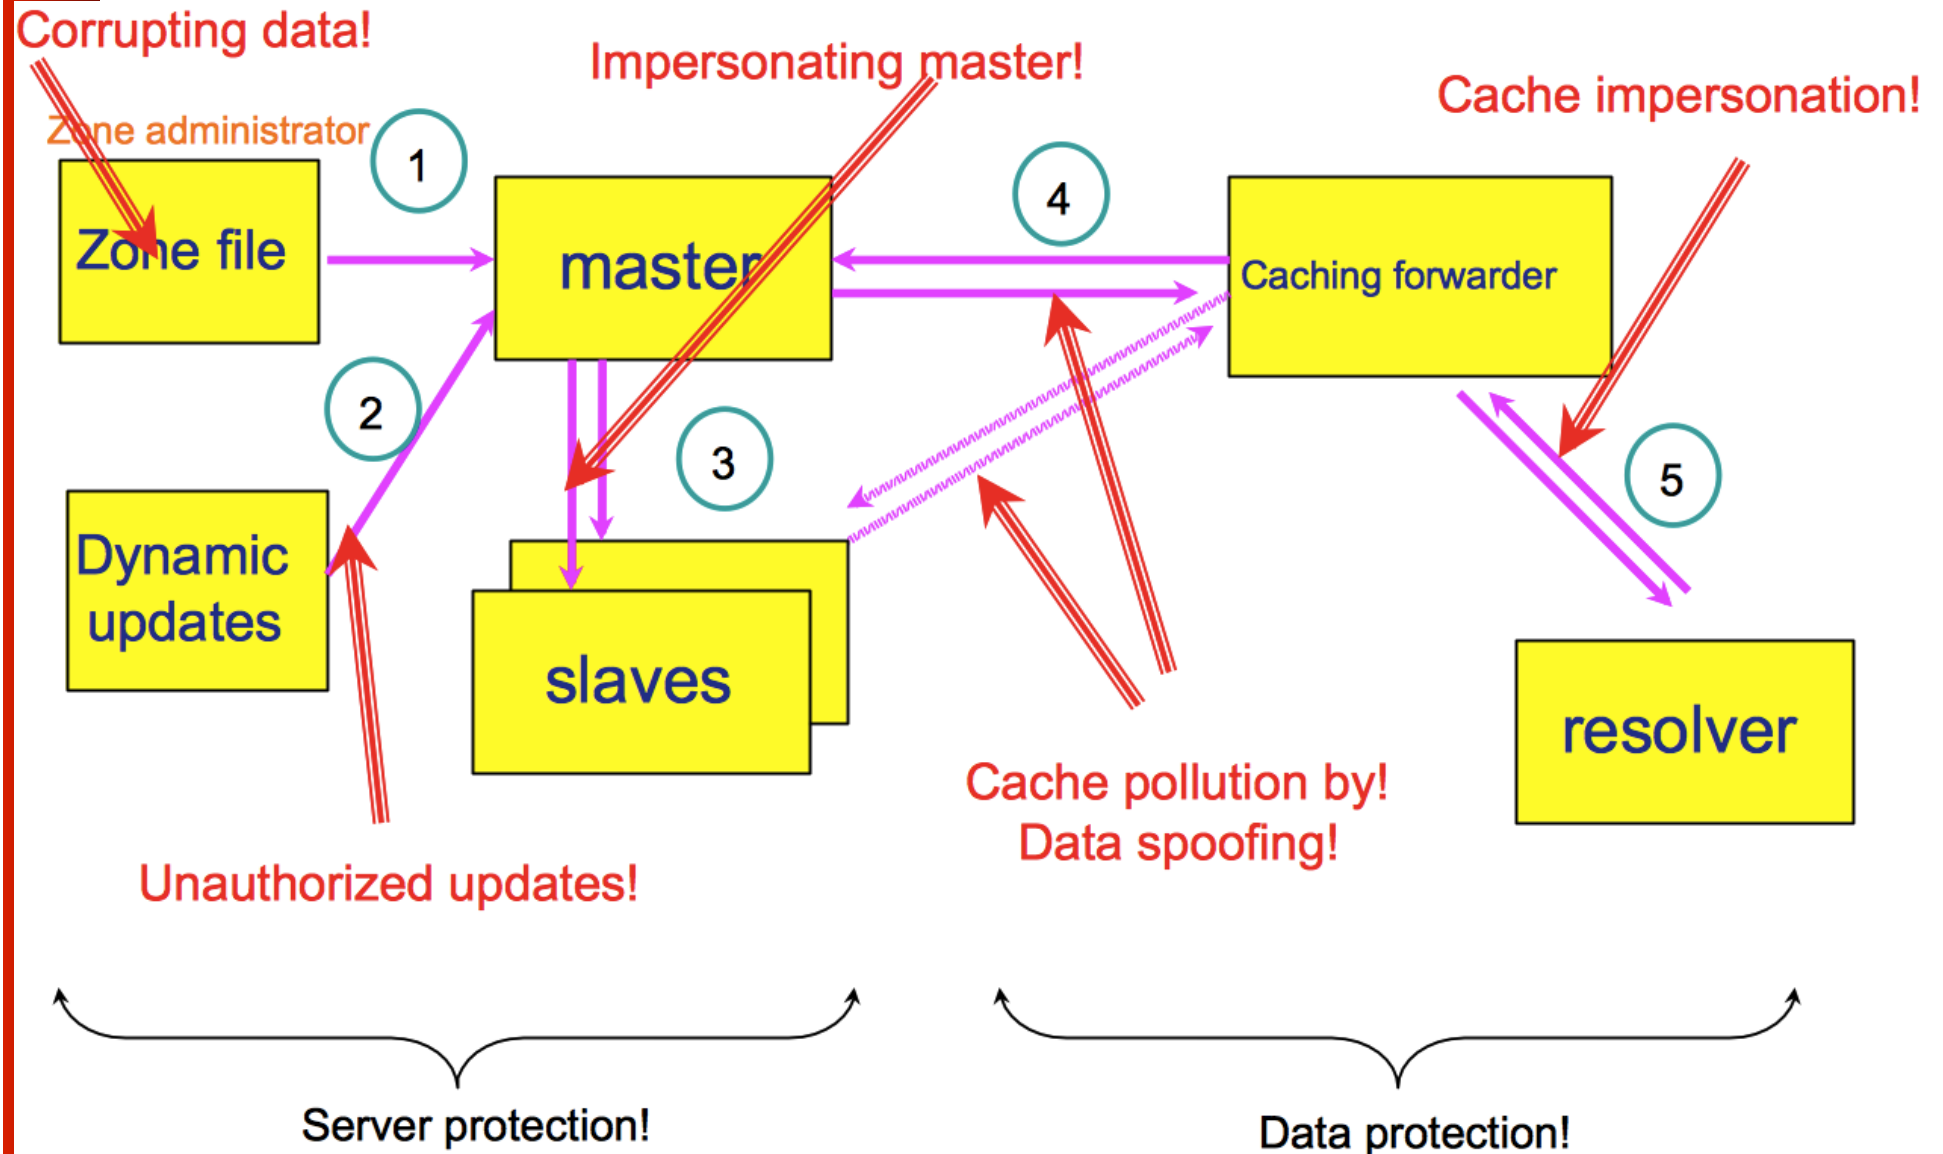 Corrupting data!
Impersonating master!
Cache impersonation!
Zone administrator
1
4
Zone file
master
Caching forwarder
2
3
5
Dynamic
updates
slaves
resolver
Cache pollution by!
Data spoofing!
Unauthorized updates!
Server protection!
Data protection!